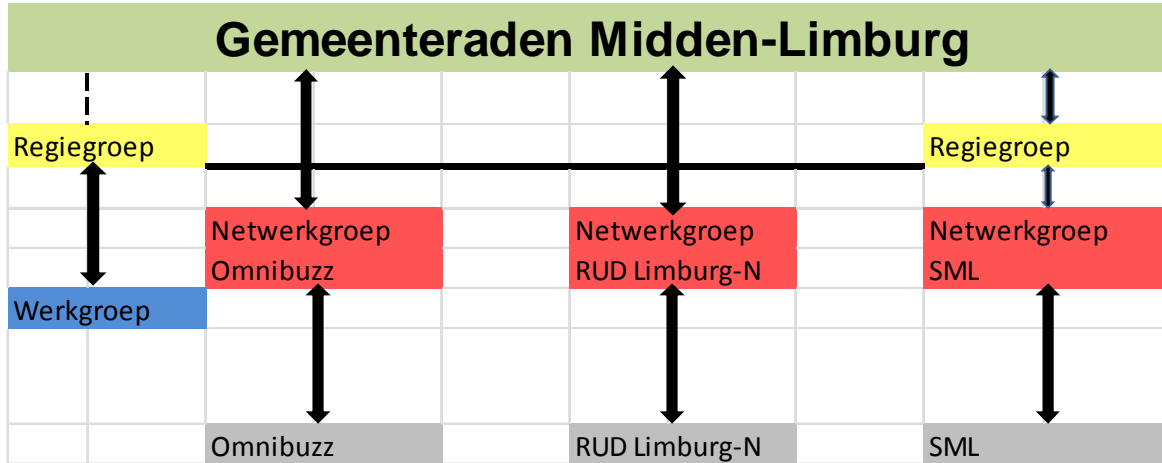 Gemeenteraden Midden-Limburg
Regiegroep
Regiegroep
Netwerkgroep
Omnibuzz
Netwerkgroep
RUD Limburg-N
Netwerkgroep
SML
Werkgroep
Omnibuzz
RUD Limburg-N
SML